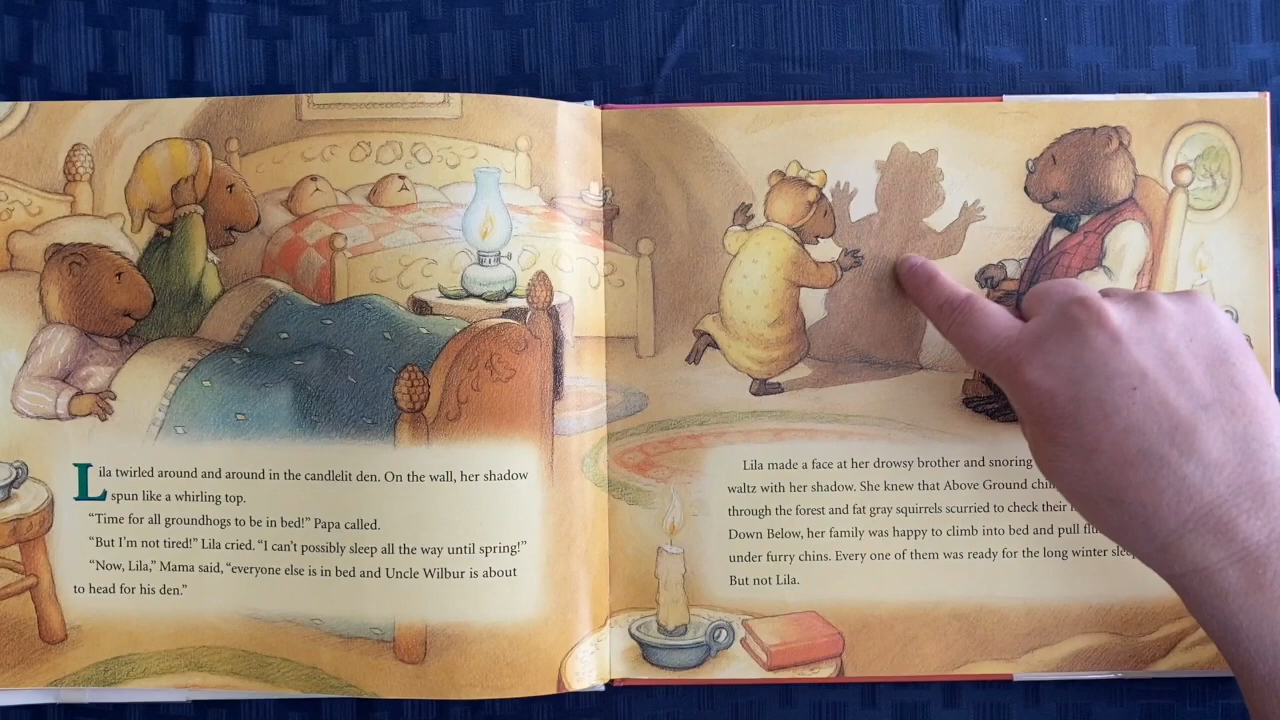 Lila twirled around and around in the candlelit den. On the wall, her shadow
spun like a whirling top.
“Time for all groundhogs to be in bed!” Papa called.
“But I’m not tired!” Lila cried. “I can’t possibly sleep all the way until spring!”
“Now, Lila,” Mama said, “everyone else is in bed and Uncle Wilbur is about
to head for his den.”
Lila made a face at her drowsy brother and snoring
waltz with her shadow. She knew that Above Ground
through the forest and fat gray squirrels scurried to check their
Down Below, her family was happy to climb into bed and pull
under furry chins. Every one of them was ready for the long winter
But not Lila.